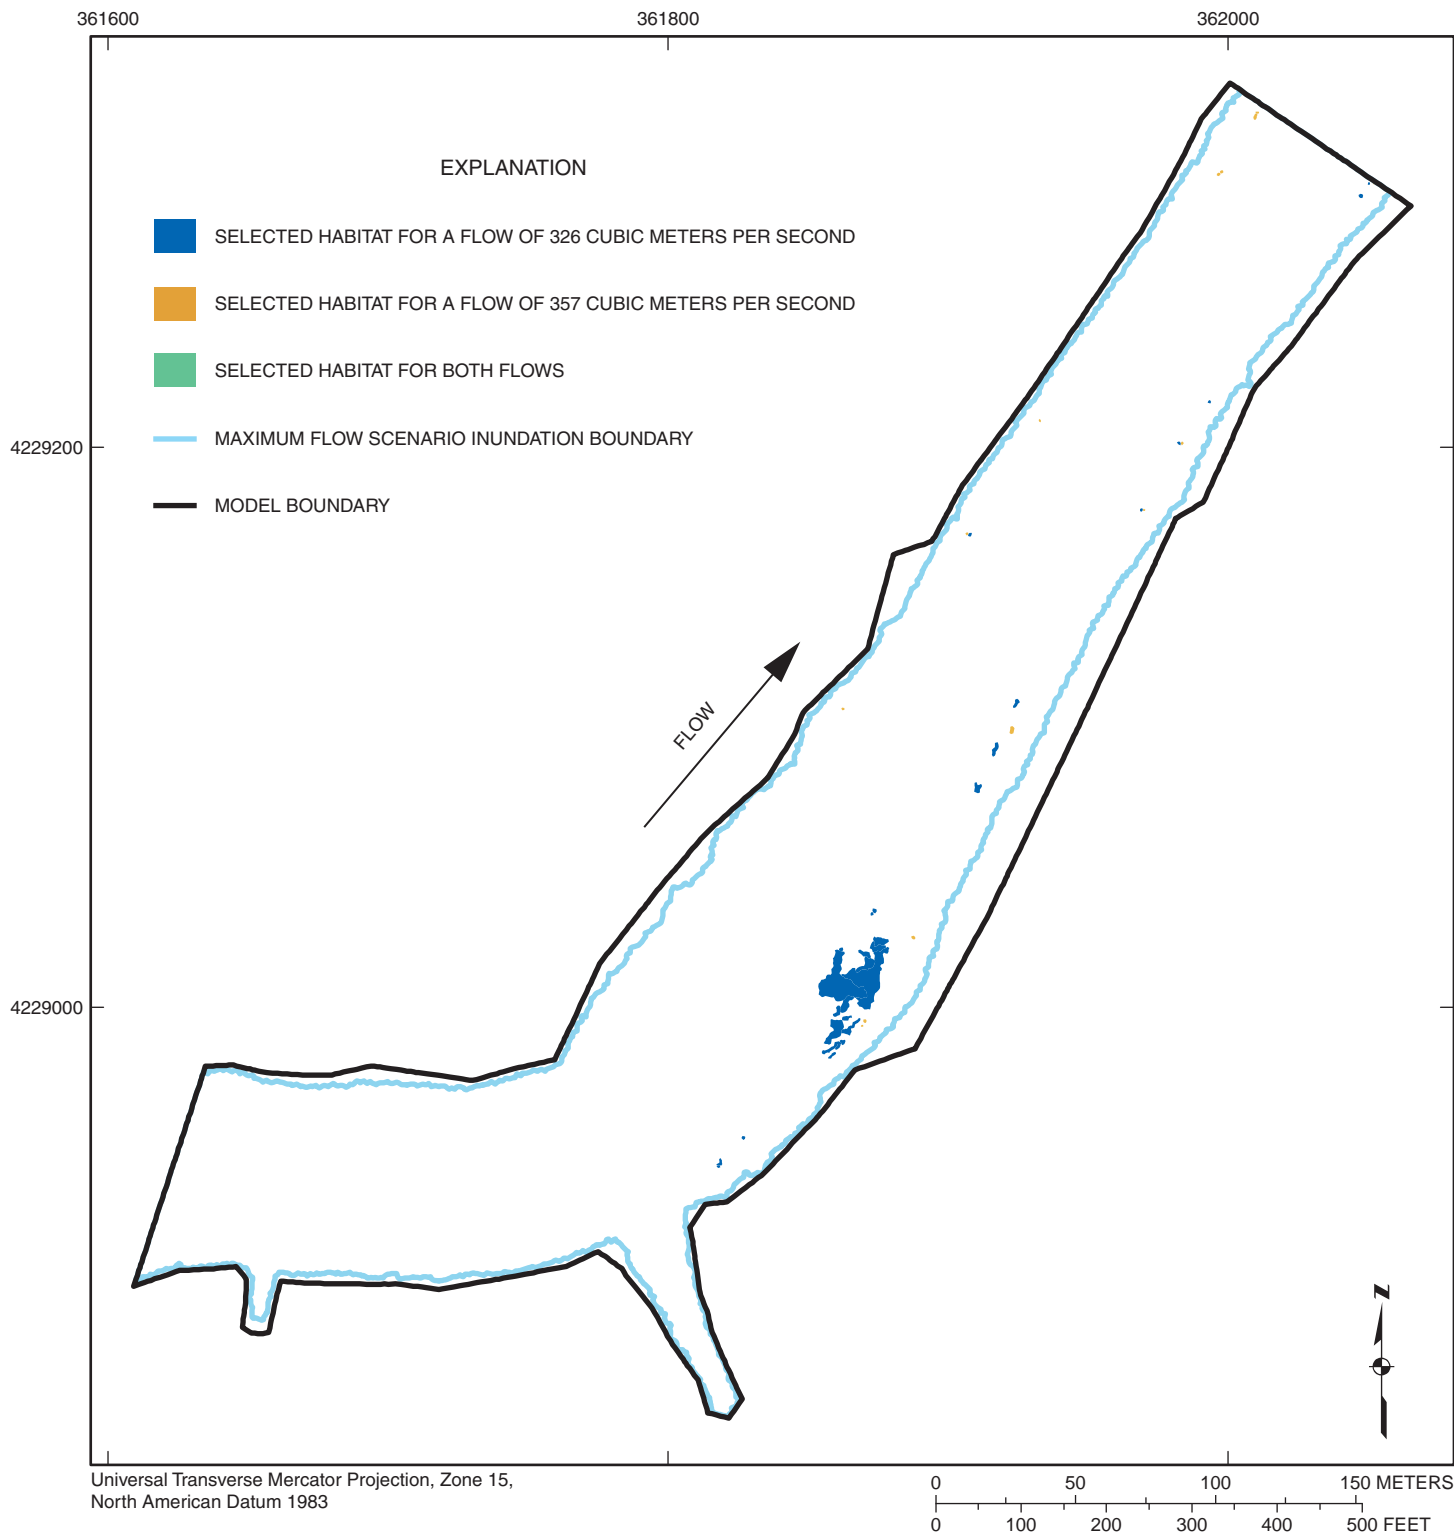 361600 361800 362000
EXPLANATION
SELECTED HABITAT FOR A FLOW OF 326 CUBIC METERS PER SECOND
SELECTED HABITAT FOR A FLOW OF 357 CUBIC METERS PER SECOND
SELECTED HABITAT FOR BOTH FLOWS
MAXIMUM FLOW SCENARIO INUNDATION BOUNDARY
4229200
MODEL BOUNDARY
FLOW
4229000
N
Universal Transverse Mercator Projection, Zone 15,
North American Datum 1983
0 50 100 150 METERS
0 100 200 300 400 500 FEET